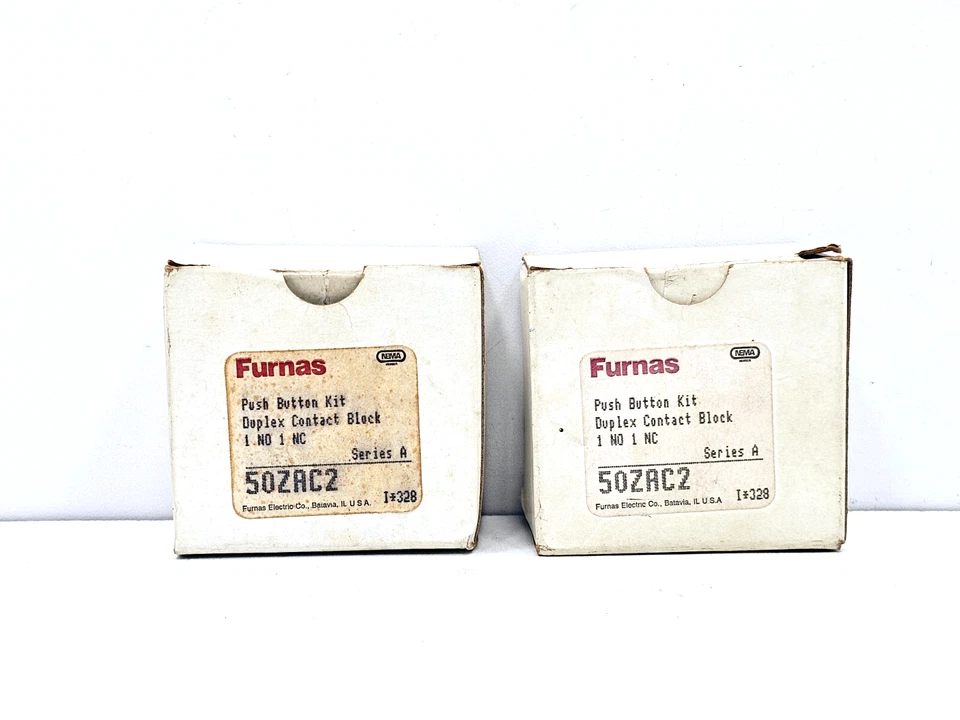 Furnas
NEMA
Push Button Kit
Duplex Contact Block
1 NO 1 NC
Series A
50ZAC2
I*328
Furnas Electric Co., Batavia, IL U.S.A.
Furnas
NEMA
Push Button Kit
Duplex Contact Block
1 NO 1 NC
Series A
50ZAC2
I*328
Furnas Electric Co., Batavia, IL U.S.A